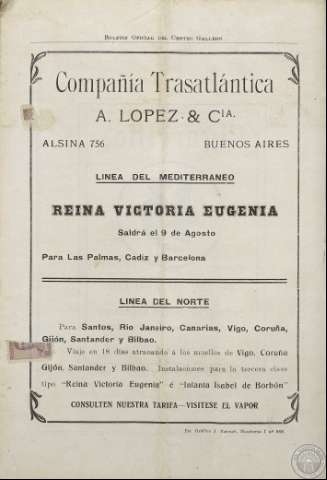 Boletin Oficial del Centro Gallego
Compañía Trasatlántica
A. LOPEZ & CIA.
ALSINA 756 BUENOS AIRES
LINEA DEL MEDITERRANEO
REINA VICTORIA EUGENIA
Saldrá el 9 de Agosto
Para Las Palmas, Cadiz y Barcelona
LINEA DEL NORTE
Para Santos, Rio Janeiro, Canarias, Vigo, Coruña,
Gijón, Santander y Bilbao.
Viaje en 18 dias atracando á los muelles de Vigo, Coruña
Gijón, Santander y Bilbao. Instalaciones para la tercera clase
tipo "Reina Victoria Eugenia" é "Infanta Isabel de Borbón"
CONSULTEN NUESTRA TARIFA—VISITESE EL VAPOR